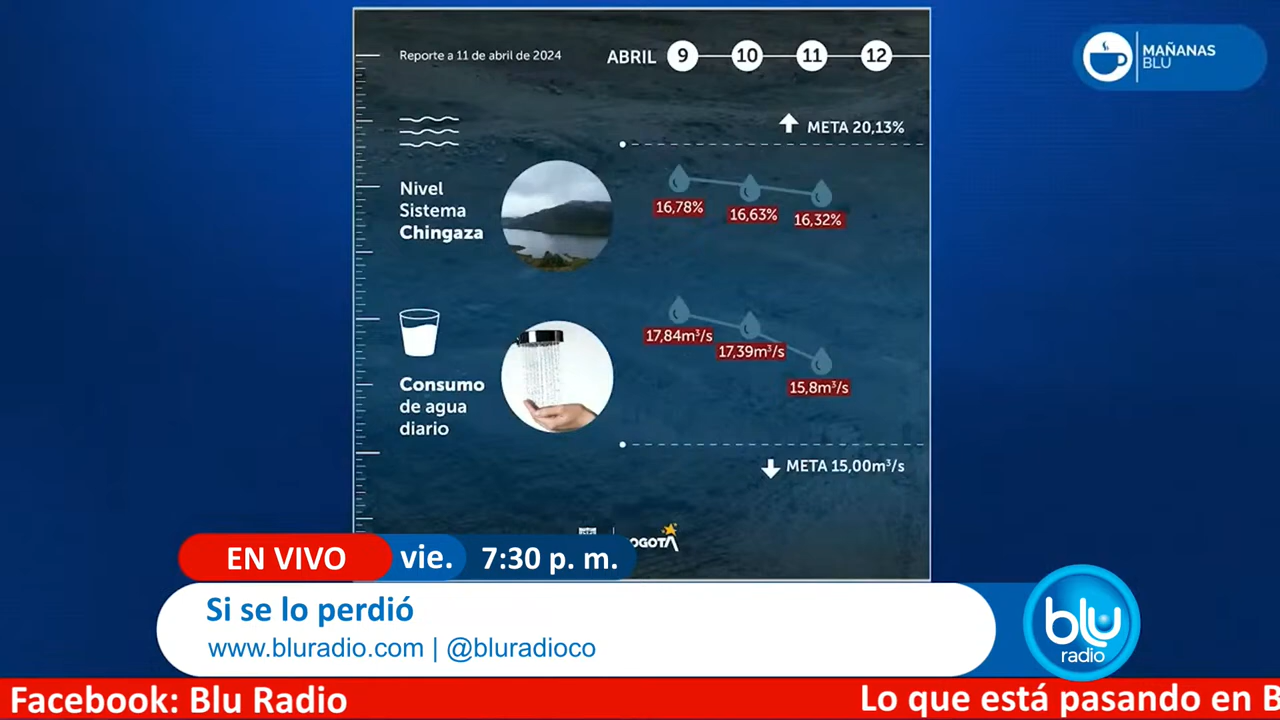 Reporte a 11 de abril de 2024
ABRIL 9 10 11 12
MAÑANAS
BLU
META 20,13%
Nivel
Sistema
Chingaza
16,78% 16,63% 16,32%
17,84m³/s
17,39m³/s
15,8m³/s
Consumo
de agua
diario
META 15,00m³/s
EN VIVO vie. 7:30 p. m.
Si se lo perdió
www.bluradio.com | @bluradioco
blu
radio
Facebook: Blu Radio
Lo que está pasando en B